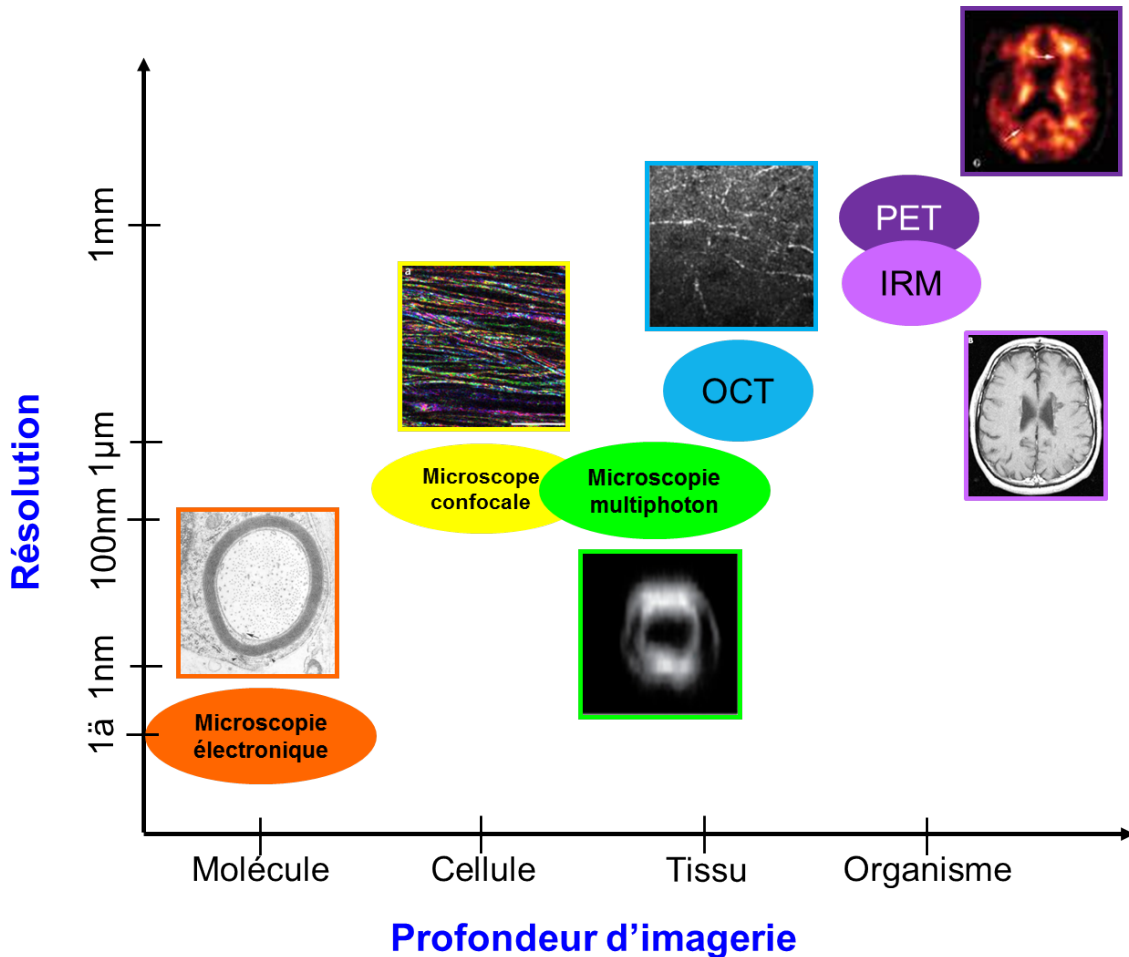 G
1mm
PET
a
IRM
B
OCT
1µm
Microscope
confocale
Microscopie
multiphoton
Résolution
100nm
1nm
1ä
Microscopie
électronique
Molécule
Cellule
Tissu
Organisme
Profondeur d’imagerie